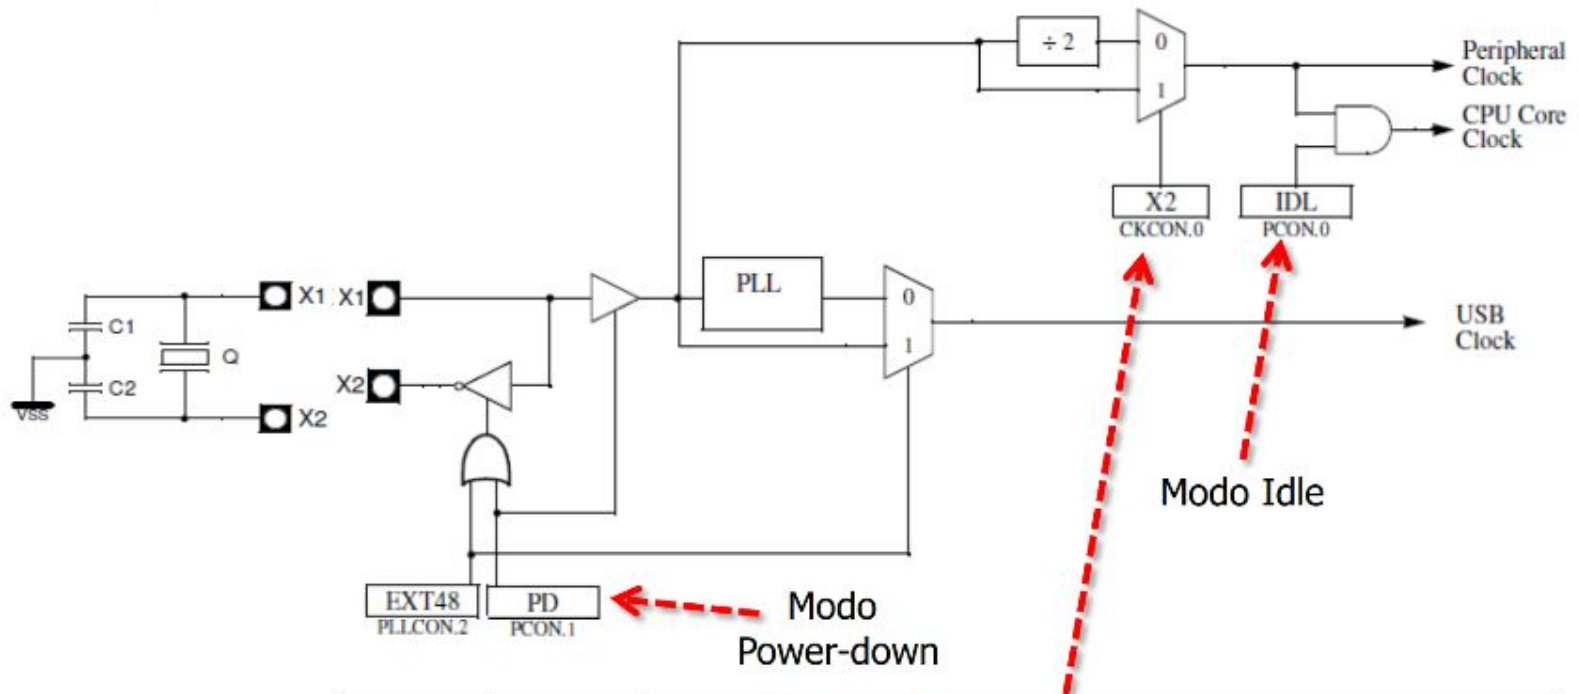 ÷ 2
0
1
Peripheral
Clock
CPU Core
Clock
X2
CKCON.0
IDL
PCON.0
PLL
0
1
USB
Clock
X1
X1
C1
Q
C2
X2
X2
VSS
EXT48
PLLCON.2
PD
PCON.1
Modo
Power-down
Modo Idle